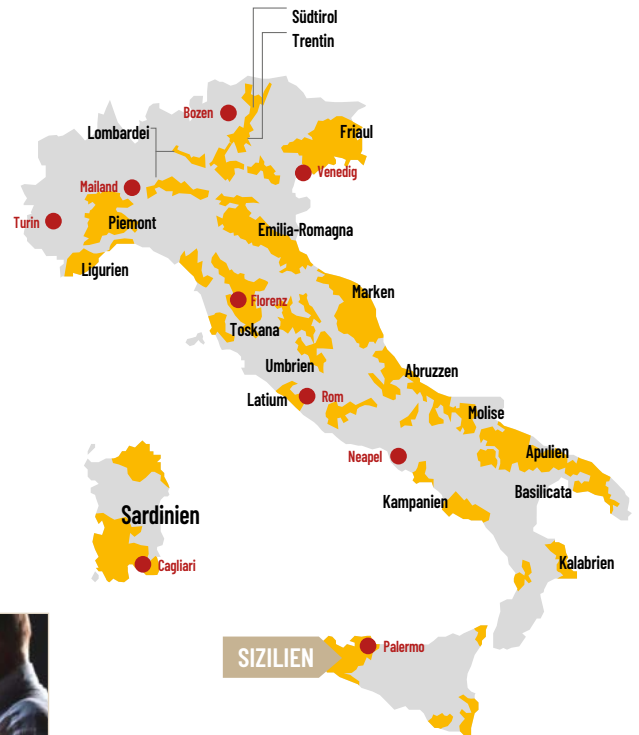 Südtirol
Trentin
Bozen
Lombardei
Friaul
Venedig
Mailand
Turin
Piemont
Emilia-Romagna
Ligurien
Marken
Florenz
Toskana
Umbrien
Abruzzen
Latium
Rom
Molise
Apulien
Neapel
Basilicata
Kampanien
Sardinien
Kalabrien
Cagliari
Palermo
SIZILIEN